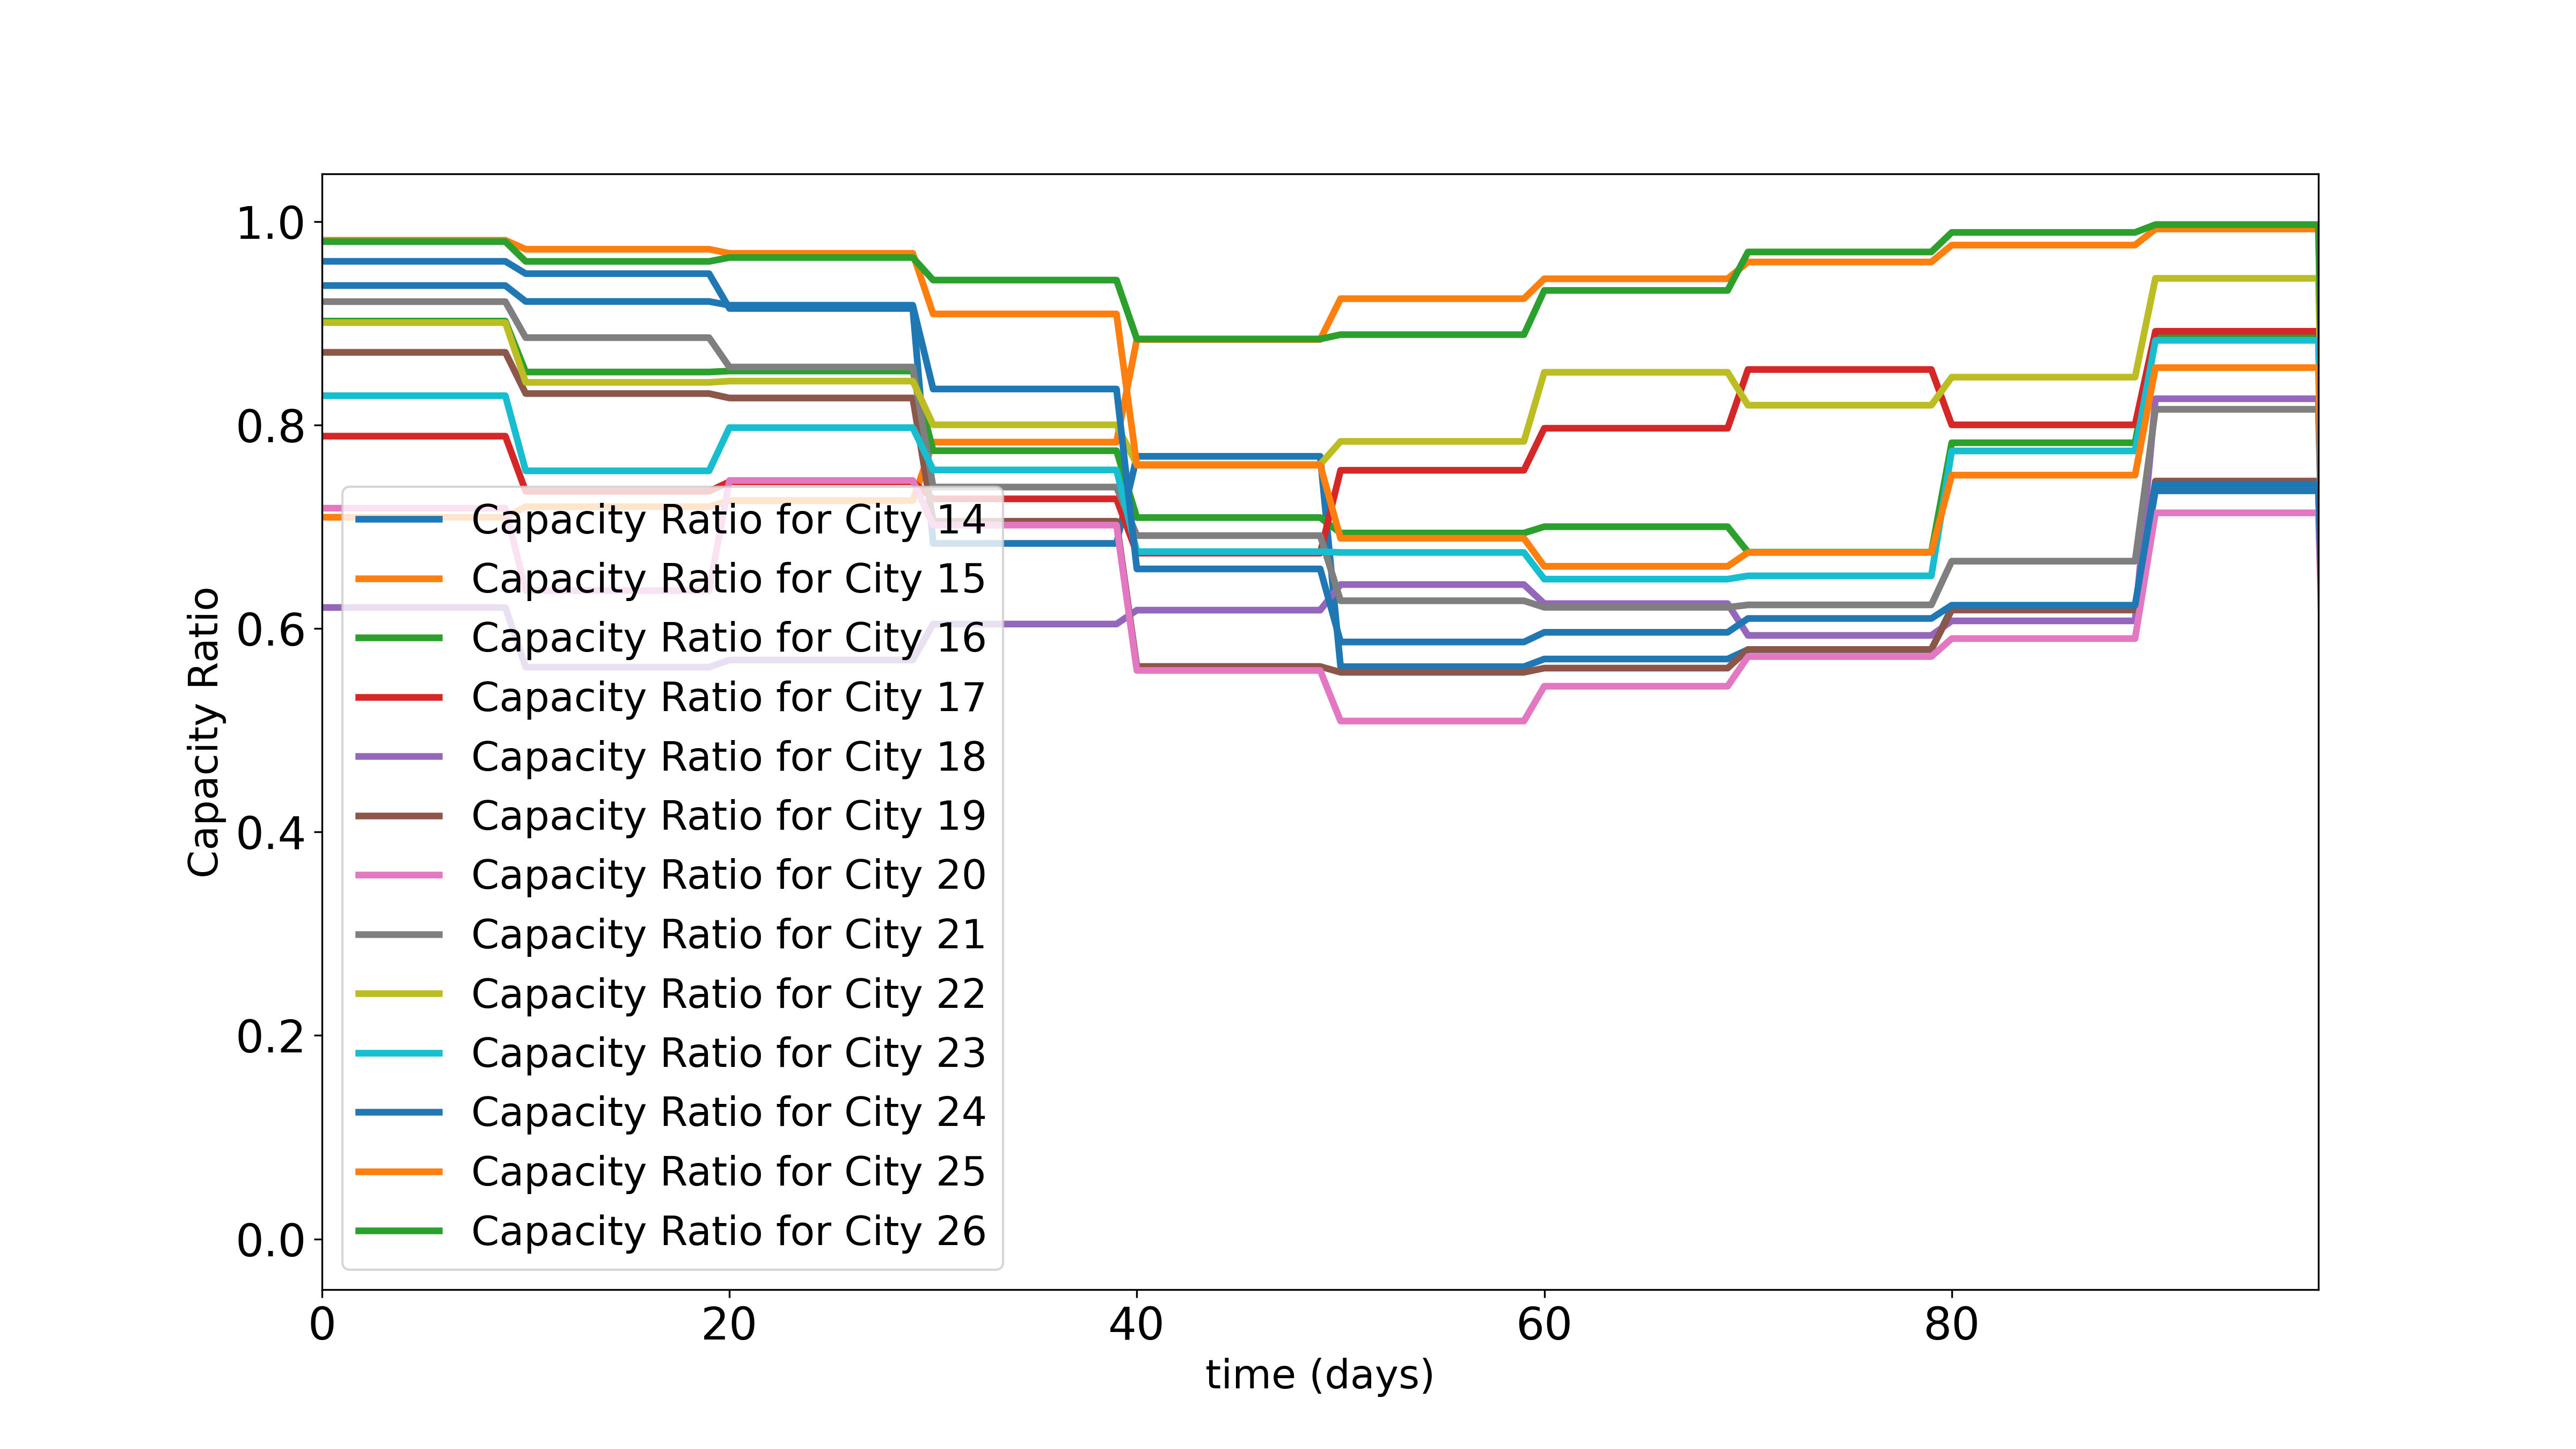 1.0
0.8
0.6
0.4
0.2
0.0
Capacity Ratio
Capacity Ratio for City 14
Capacity Ratio for City 15
Capacity Ratio for City 16
Capacity Ratio for City 17
Capacity Ratio for City 18
Capacity Ratio for City 19
Capacity Ratio for City 20
Capacity Ratio for City 21
Capacity Ratio for City 22
Capacity Ratio for City 23
Capacity Ratio for City 24
Capacity Ratio for City 25
Capacity Ratio for City 26
0 20 40 60 80
time (days)